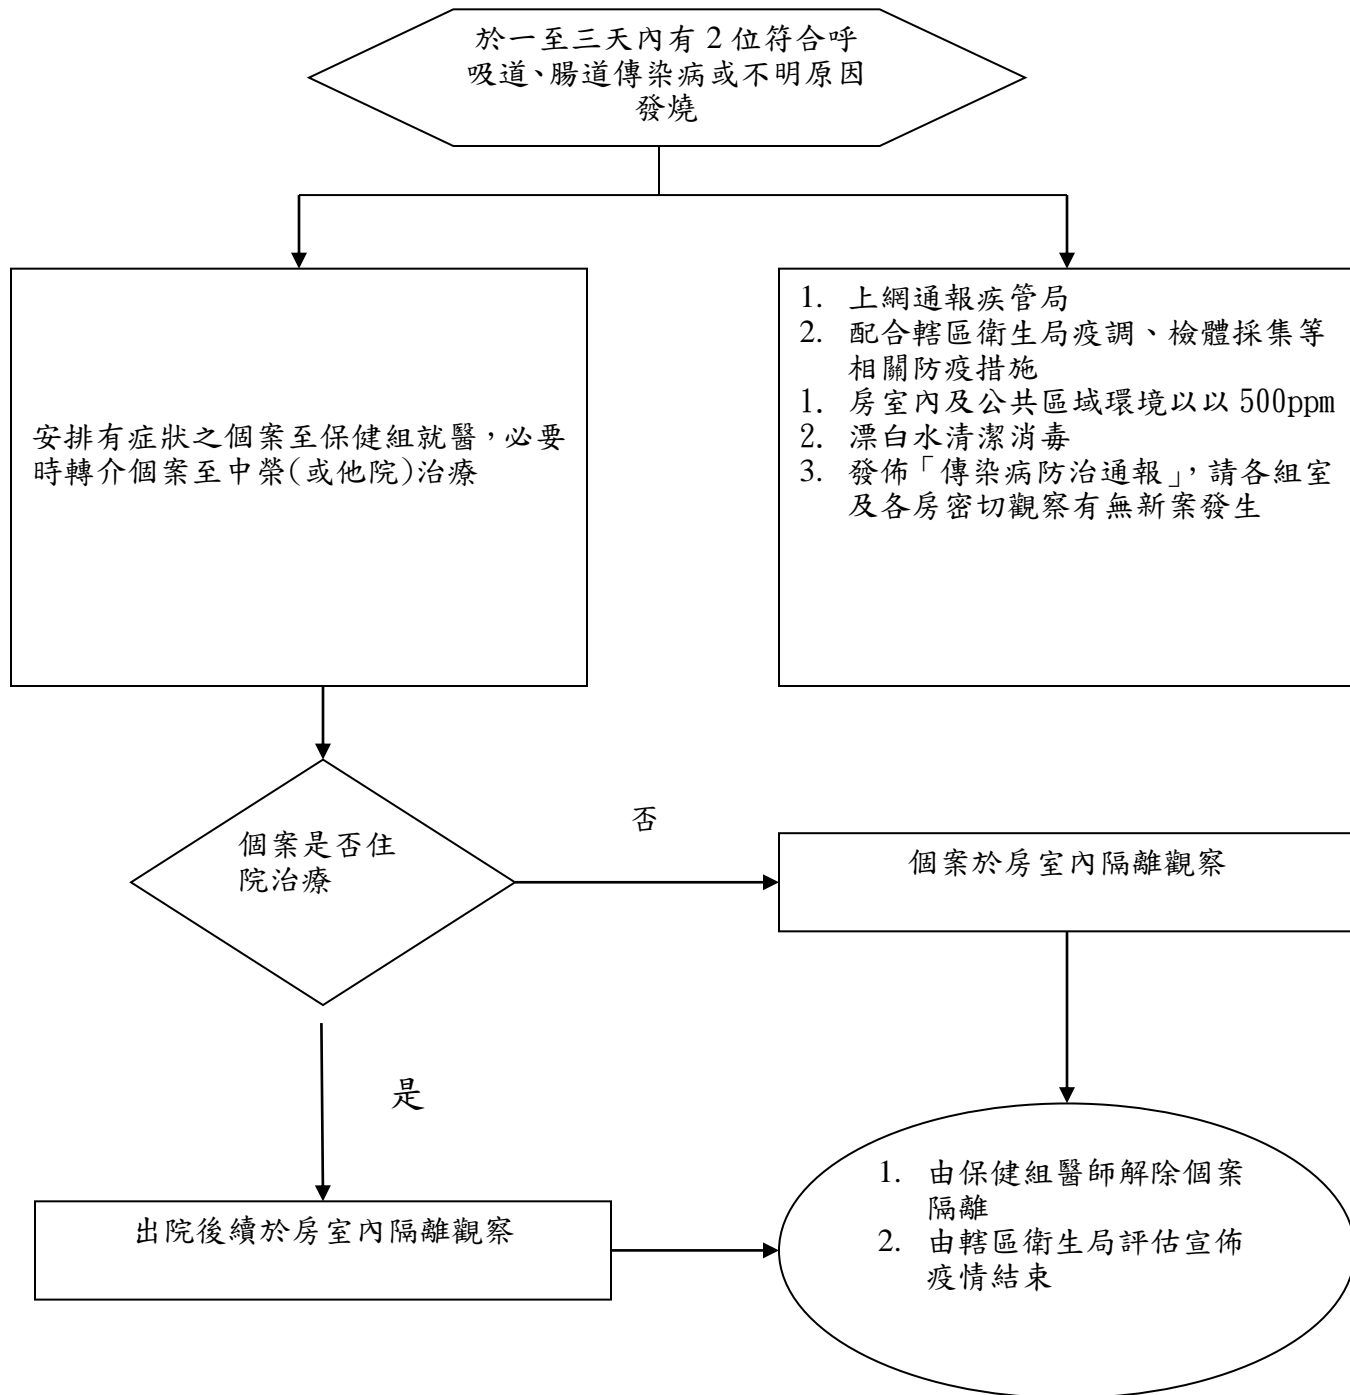 於一至三天內有 2 位符合呼
吸道、腸道傳染病或不明原因
發燒
安排有症狀之個案至保健組就醫，必要
時轉介個案至中榮(或他院)治療
1. 上網通報疾管局
2. 配合轄區衛生局疫調、檢體採集等
相關防疫措施
1. 房室內及公共區域環境以以 500ppm
2. 漂白水清潔消毒
3. 發佈「傳染病防治通報」，請各組室
及各房密切觀察有無新案發生
個案是否住
院治療
否
個案於房室內隔離觀察
是
出院後續於房室內隔離觀察
1. 由保健組醫師解除個案
隔離
2. 由轄區衛生局評估宣佈
疫情結束